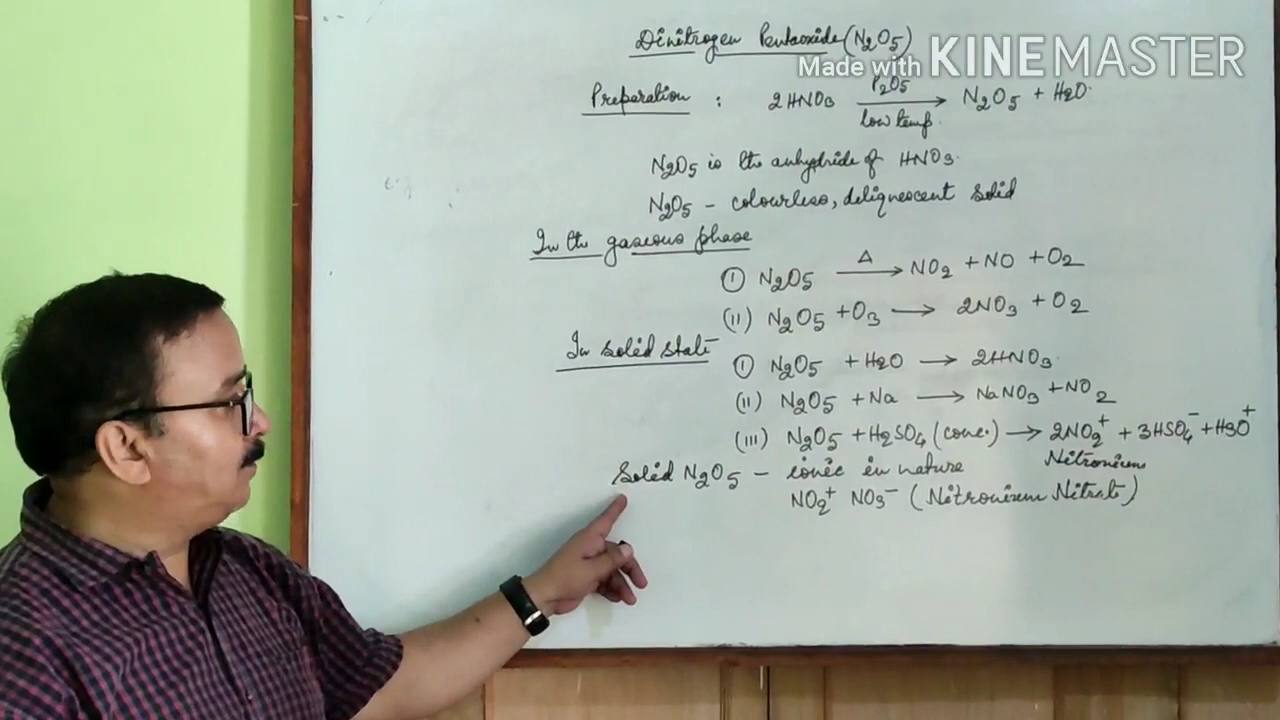 Dinitrogen Pentaoxide (N2O5)
Made with KINEMASTER
Preparation : 2HNO3 P2O5 → low temp. N2O5 + H2O.
N2O5 is the anhydride of HNO3.
N2O5 – colourless, deliquescent solid
In the gaseous phase
(I) N2O5 Δ → NO2 + NO + O2
(II) N2O5 + O3 → 2NO3 + O2
In solid state
(I) N2O5 + H2O → 2HNO3.
(II) N2O5 + Na → NaNO3 + NO2
(III) N2O5 + H2SO4 (conc.) → 2NO2+ + 3HSO4− + H3O+
Nitronium
Solid N2O5 – ionic in nature
NO2+ NO3− (Nitronium Nitrate)